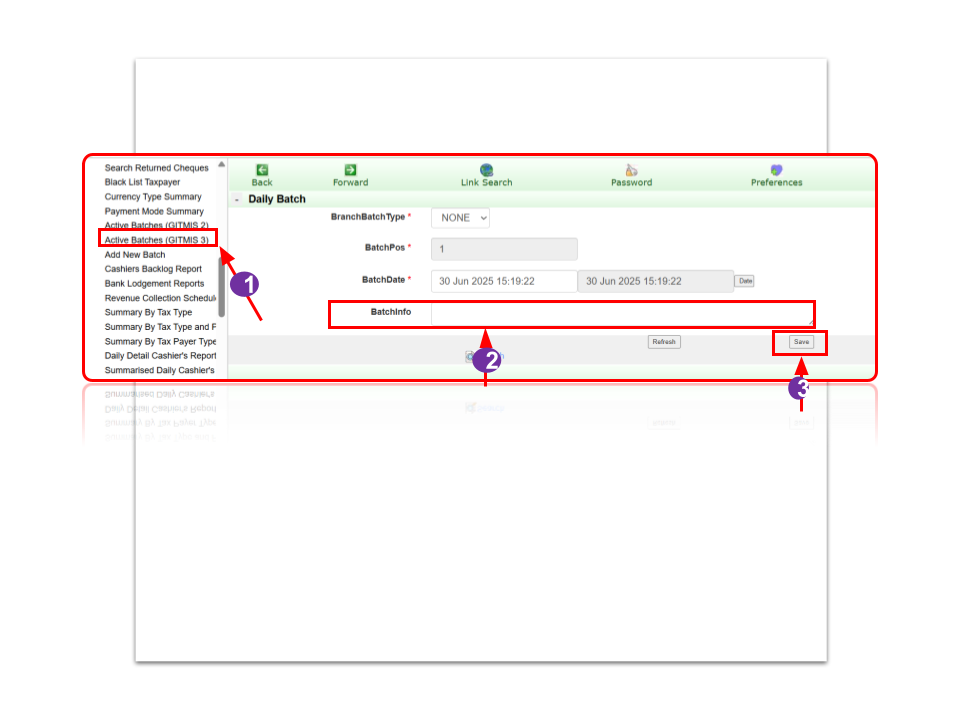 Search Returned Cheques
Black List Taxpayer
Currency Type Summary
Payment Mode Summary
Active Batches (GITMIS 2)
Active Batches (GITMIS 3)
Add New Batch
Cashiers Backlog Report
Bank Lodgement Reports
Revenue Collection Schedul
Summary By Tax Type
Summary By Tax Type and P
Summary By Tax Payer Type
Daily Detail Cashier's Report
Summarised Daily Cashier's
Back Forward Link Search Password Preferences
- Daily Batch
BranchBatchType * NONE
BatchPos * 1
BatchDate * 30 Jun 2025 15:19:22 30 Jun 2025 15:19:22 Date
BatchInfo
Refresh Save
1
2
3